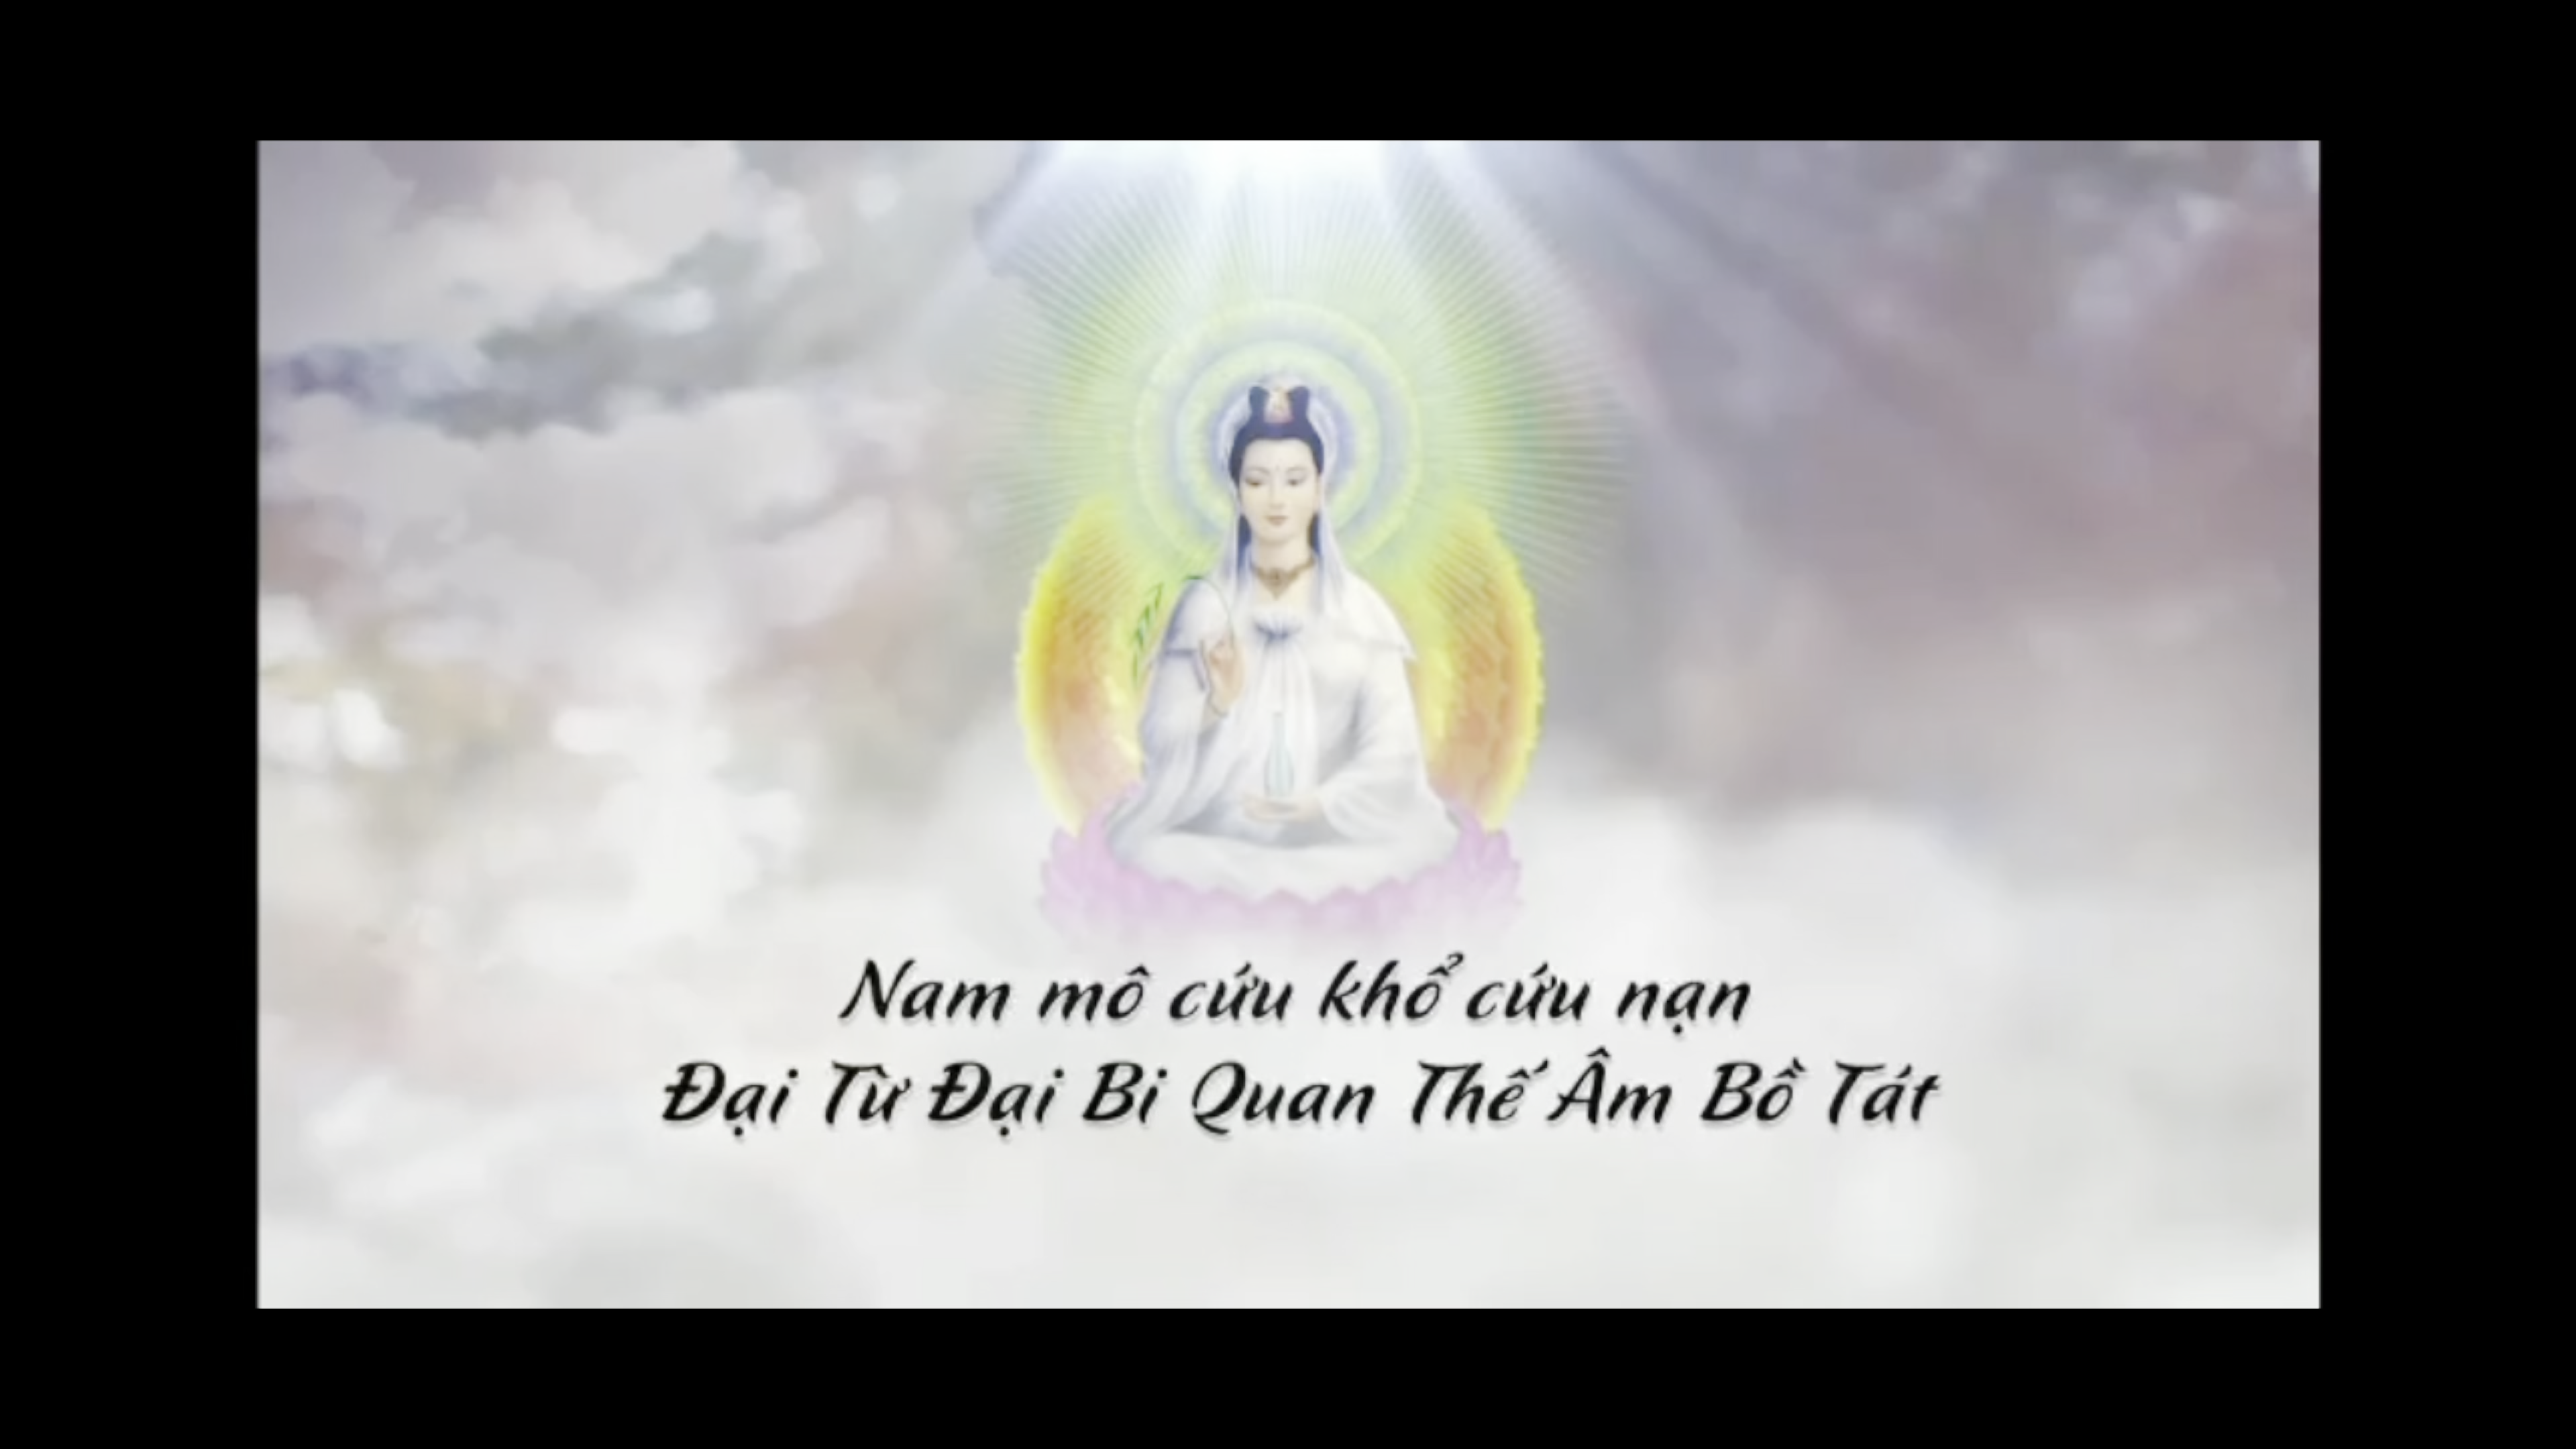 Nam mô cứu khổ cứu nạn
Đại Từ Đại Bi Quan Thế Âm Bồ Tát